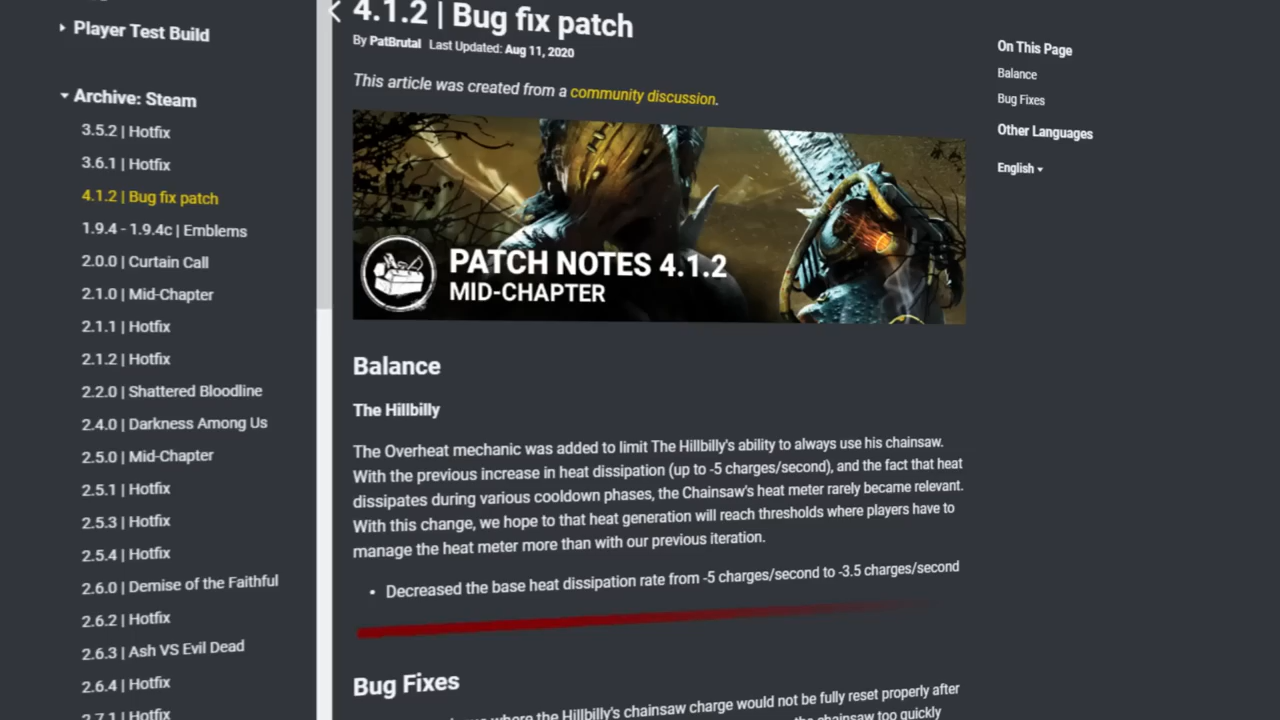 Player Test Build
Archive: Steam
3.5.2 | Hotfix
3.6.1 | Hotfix
4.1.2 | Bug fix patch
1.9.4 - 1.9.4c | Emblems
2.0.0 | Curtain Call
2.1.0 | Mid-Chapter
2.1.1 | Hotfix
2.1.2 | Hotfix
2.2.0 | Shattered Bloodline
2.4.0 | Darkness Among Us
2.5.0 | Mid-Chapter
2.5.1 | Hotfix
2.5.3 | Hotfix
2.5.4 | Hotfix
2.6.0 | Demise of the Faithful
2.6.2 | Hotfix
2.6.3 | Ash VS Evil Dead
2.6.4 | Hotfix
2.7.1 | Hotfix
4.1.2 | Bug fix patch
By PatBrutal Last Updated: Aug 11, 2020
This article was created from a community discussion.
PATCH NOTES 4.1.2
MID-CHAPTER
Balance
The Hillbilly
The Overheat mechanic was added to limit The Hillbilly's ability to always use his chainsaw.
With the previous increase in heat dissipation (up to -5 charges/second), and the fact that heat
dissipates during various cooldown phases, the Chainsaw's heat meter rarely became relevant.
With this change, we hope to that heat generation will reach thresholds where players have to
manage the heat meter more than with our previous iteration.
• Decreased the base heat dissipation rate from -5 charges/second to -3.5 charges/second
Bug Fixes
where the Hillbilly's chainsaw charge would not be fully reset properly after
the chainsaw too quickly
On This Page
Balance
Bug Fixes
Other Languages
English